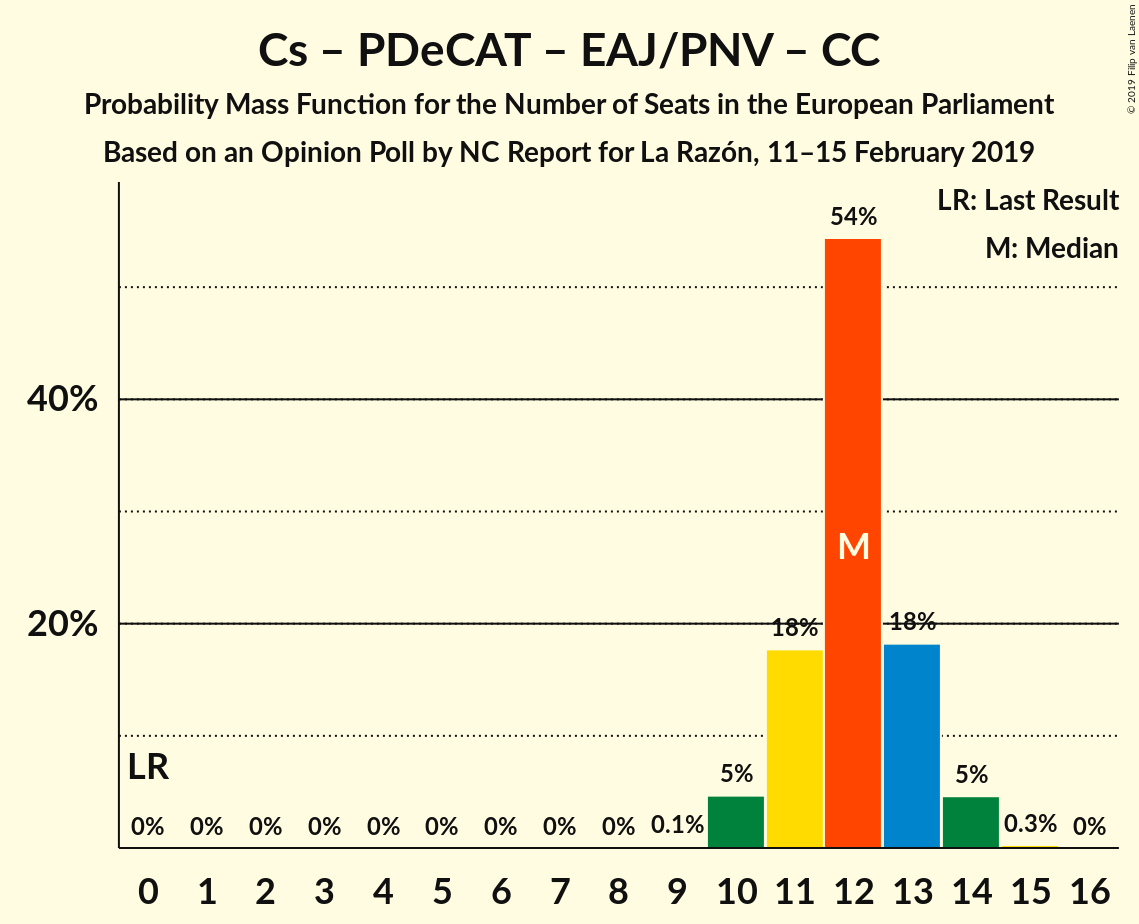 Cs – PDeCAT – EAJ/PNV – CC
Probability Mass Function for the Number of Seats in the European Parliament
Based on an Opinion Poll by NC Report for La Razón, 11–15 February 2019
© 2019 Filip van Laenen
LR: Last Result
M: Median
54%
40%
M
20%
18%
18%
LR
5%
5%
0% 0% 0% 0% 0% 0% 0% 0% 0% 0.1% 0.3% 0%
0 1 2 3 4 5 6 7 8 9 10 11 12 13 14 15 16